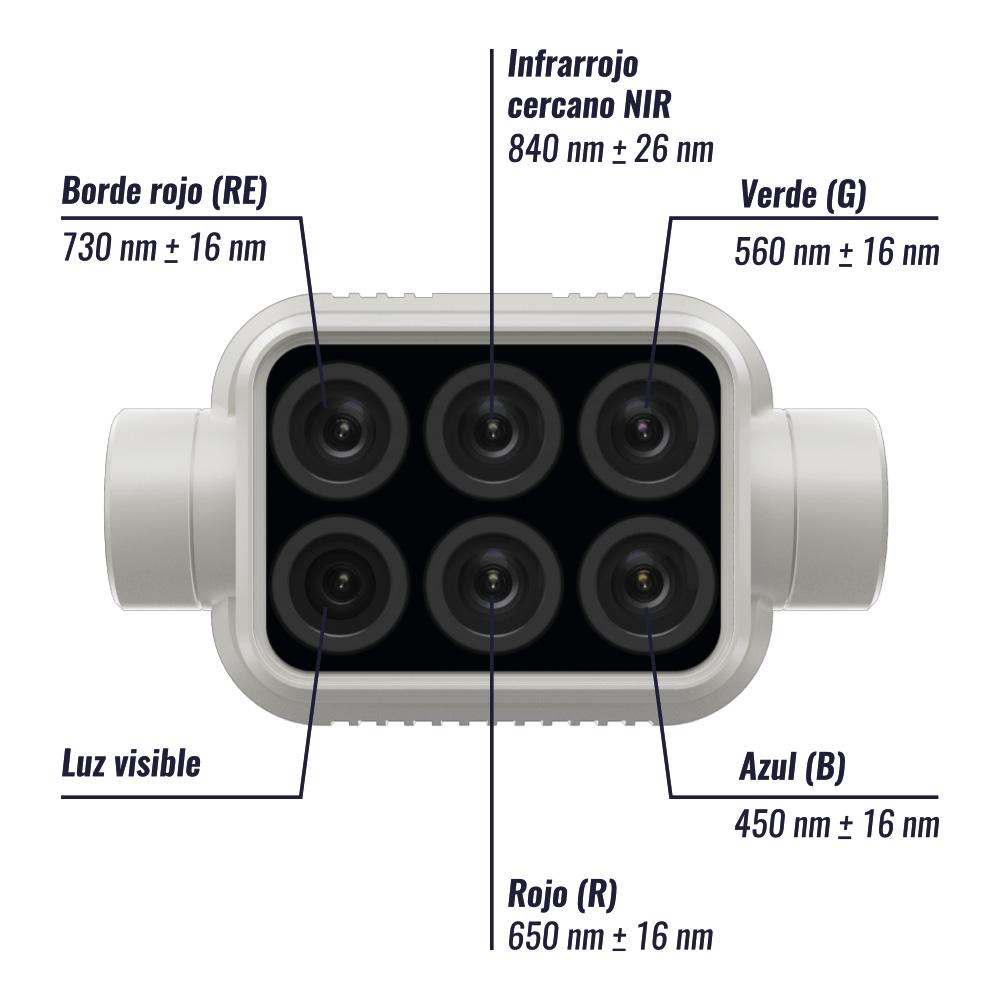 Infrarrojo
cercano NIR
840 nm ± 26 nm
Borde rojo (RE)
730 nm ± 16 nm
Verde (G)
560 nm ± 16 nm
Luz visible
Azul (B)
450 nm ± 16 nm
Rojo (R)
650 nm ± 16 nm